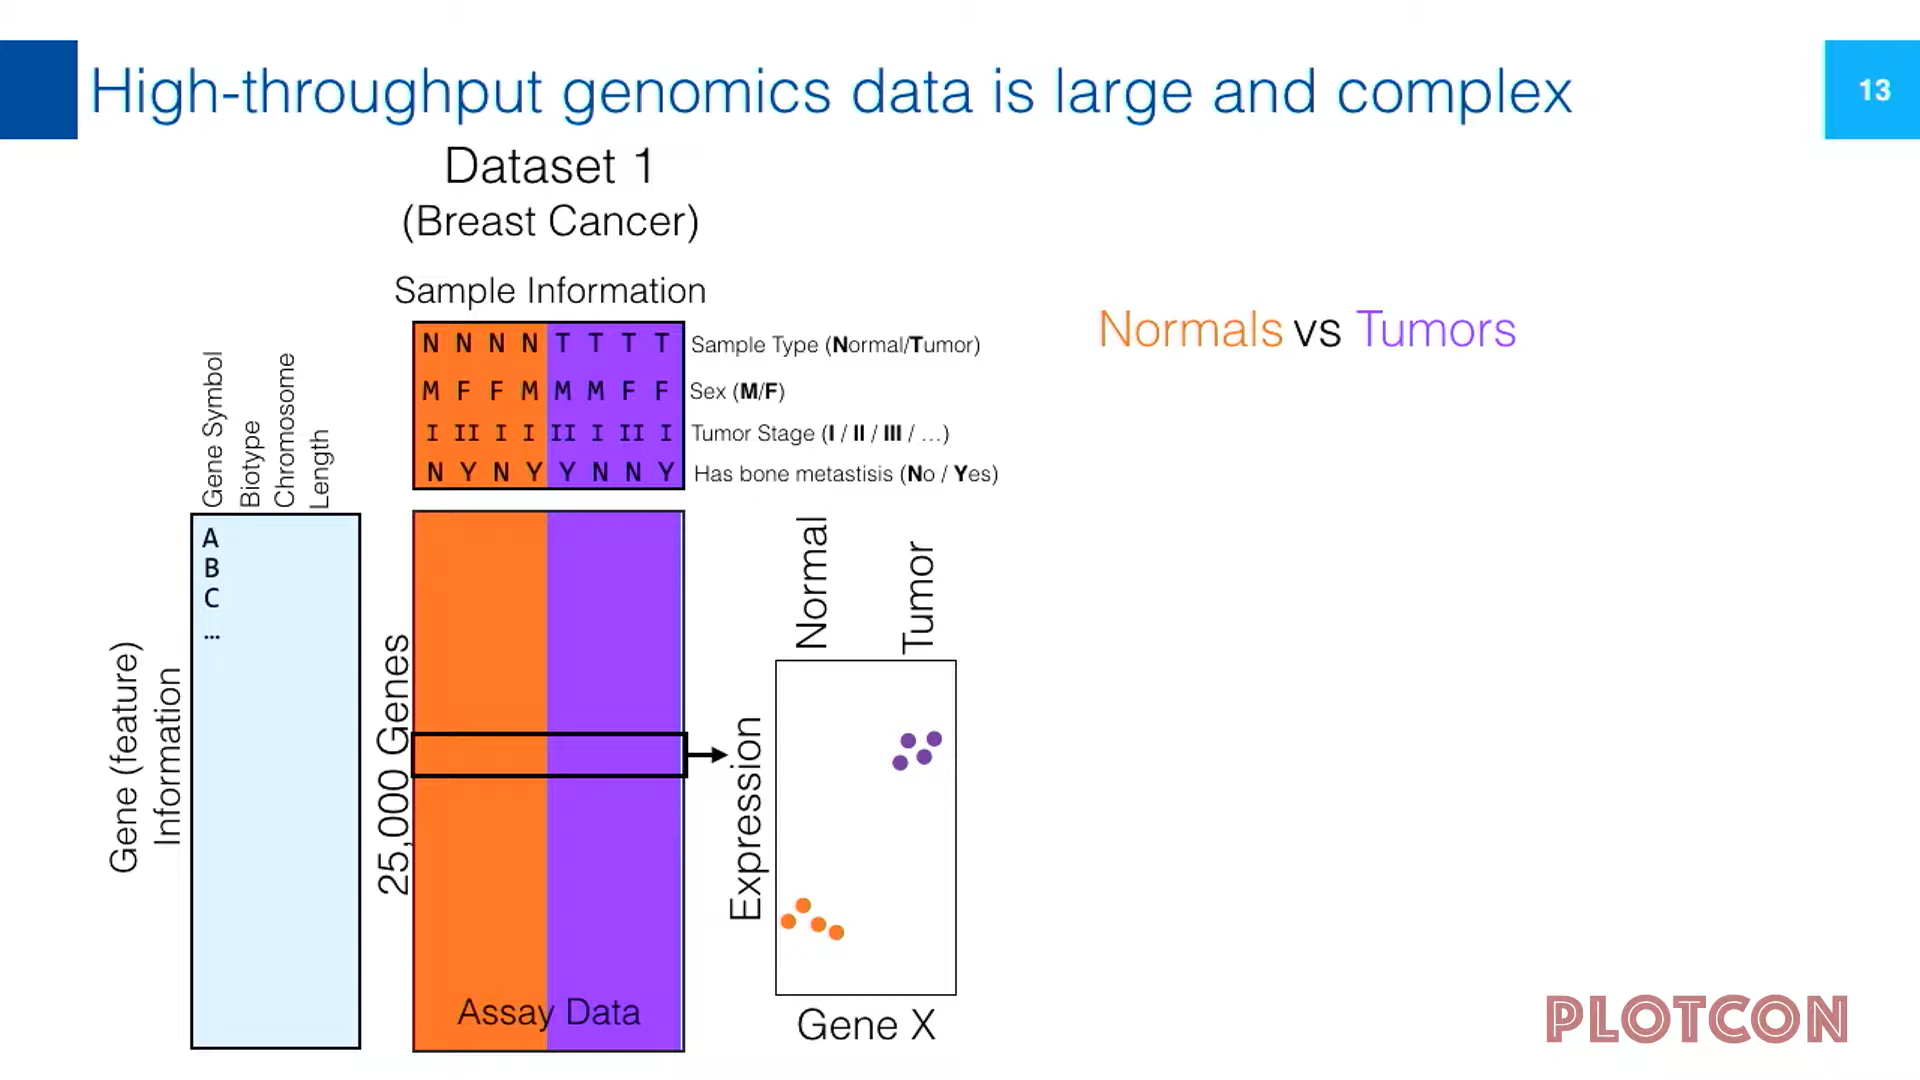 High-throughput genomics data is large and complex
13
Dataset 1
(Breast Cancer)
Sample Information
N N N N T T T T Sample Type (Normal/Tumor)
M F F M M M F F Sex (M/F)
I II I I II I II I Tumor Stage (I / II / III / …)
N Y N Y Y N N Y Has bone metastisis (No / Yes)
Normals vs Tumors
Gene Symbol
Biotype
Chromosome
Length
A
B
C
...
Gene (feature)
Information
25,000 Genes
Assay Data
Normal
Tumor
Expression
Gene X
PLOTCON